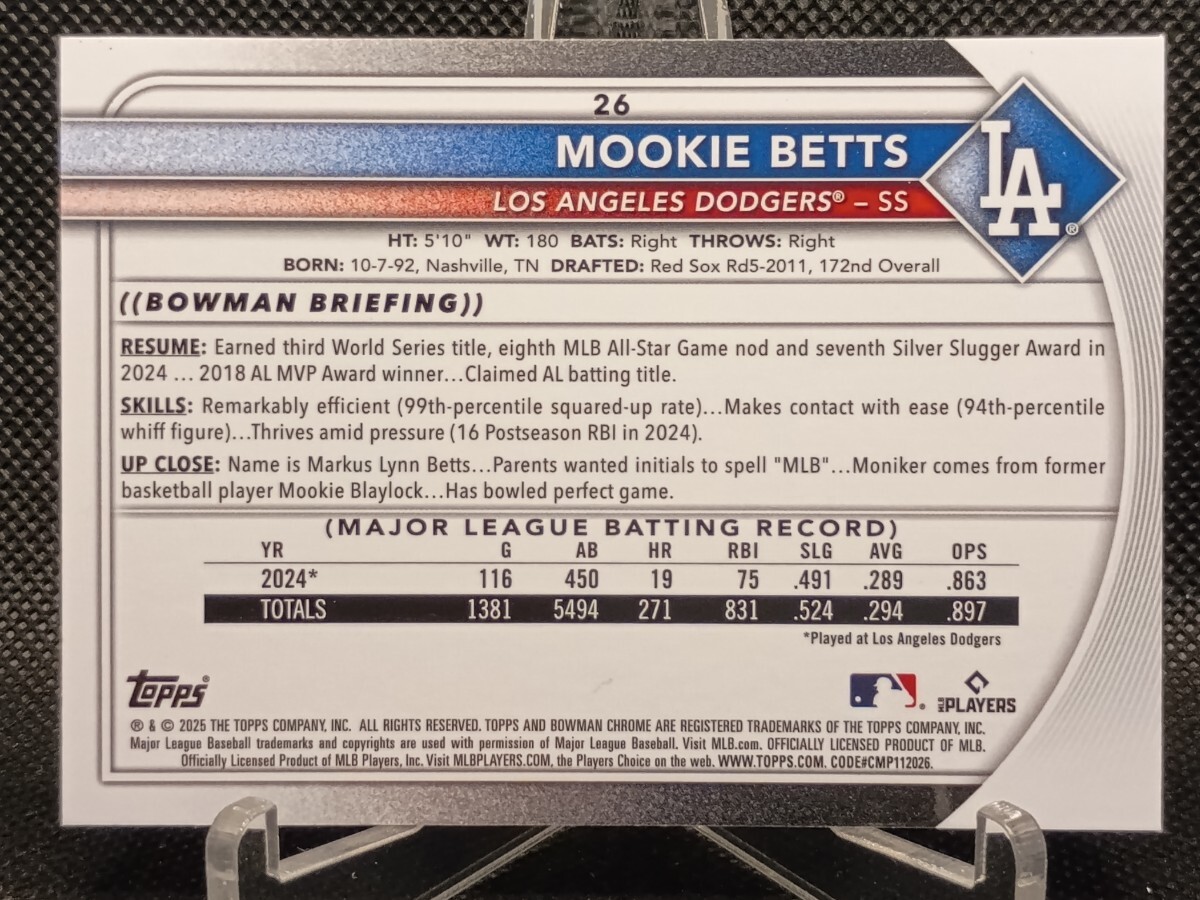 26
MOOKIE BETTS
LOS ANGELES DODGERS® – SS
LA®
HT: 5'10" WT: 180 BATS: Right THROWS: Right
BORN: 10-7-92, Nashville, TN DRAFTED: Red Sox Rd5-2011, 172nd Overall
((BOWMAN BRIEFING))
RESUME: Earned third World Series title, eighth MLB All-Star Game nod and seventh Silver Slugger Award in
2024 ... 2018 AL MVP Award winner...Claimed AL batting title.
SKILLS: Remarkably efficient (99th-percentile squared-up rate)...Makes contact with ease (94th-percentile
whiff figure)...Thrives amid pressure (16 Postseason RBI in 2024).
UP CLOSE: Name is Markus Lynn Betts...Parents wanted initials to spell "MLB"...Moniker comes from former
basketball player Mookie Blaylock...Has bowled perfect game.
(MAJOR LEAGUE BATTING RECORD)
YR G AB HR RBI SLG AVG OPS
2024* 116 450 19 75 .491 .289 .863
TOTALS 1381 5494 271 831 .524 .294 .897
*Played at Los Angeles Dodgers
topps®
MLB PLAYERS
® & © 2025 THE TOPPS COMPANY, INC. ALL RIGHTS RESERVED. TOPPS AND BOWMAN CHROME ARE REGISTERED TRADEMARKS OF THE TOPPS COMPANY, INC.
Major League Baseball trademarks and copyrights are used with permission of Major League Baseball. Visit MLB.com. OFFICIALLY LICENSED PRODUCT OF MLB.
Officially Licensed Product of MLB Players, Inc. Visit MLBPLAYERS.COM, the Players Choice on the web. WWW.TOPPS.COM. CODE#CMP112026.